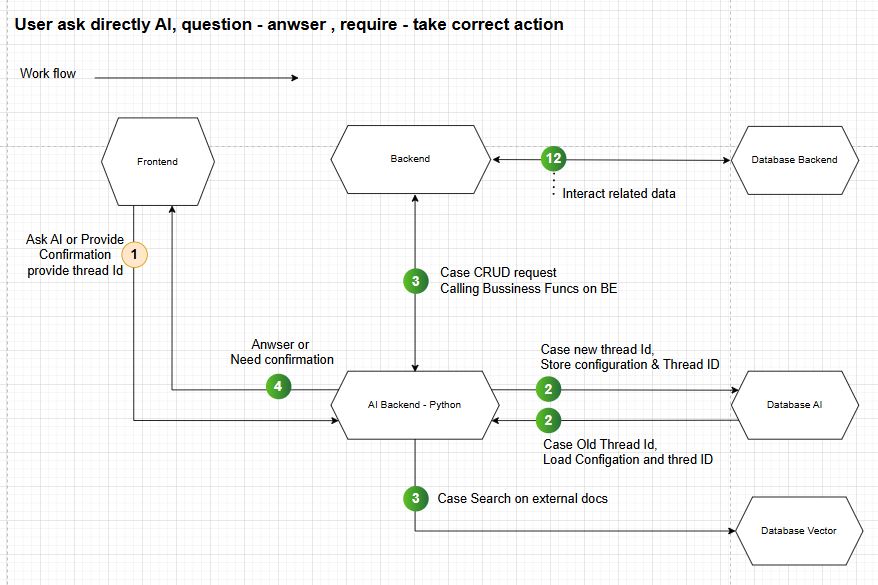 User ask directly AI, question - anwser , require - take correct action
Work flow
Frontend
Backend
12
Database Backend
Interact related data
Ask AI or Provide
Confirmation
provide thread Id
1
3
Case CRUD request
Calling Bussiness Funcs on BE
Anwser or
Need confirmation
4
Case new thread Id,
Store configuration & Thread ID
2
AI Backend - Python
Database AI
2
Case Old Thread Id,
Load Configation and thred ID
3
Case Search on external docs
Database Vector